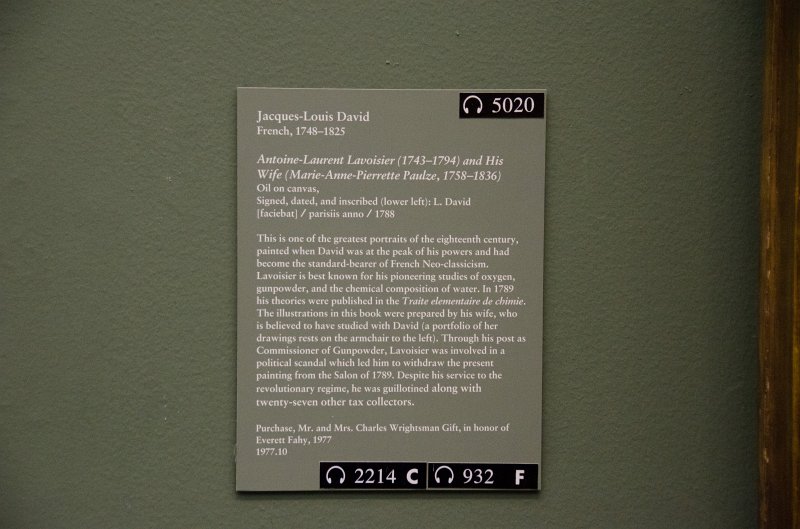 5020
Jacques-Louis David
French, 1748–1825
Antoine-Laurent Lavoisier (1743–1794) and His
Wife (Marie-Anne-Pierrette Paulze, 1758–1836)
Oil on canvas,
Signed, dated, and inscribed (lower left): L. David
[faciebat] / parisiis anno / 1788
This is one of the greatest portraits of the eighteenth century,
painted when David was at the peak of his powers and had
become the standard-bearer of French Neo-classicism.
Lavoisier is best known for his pioneering studies of oxygen,
gunpowder, and the chemical composition of water. In 1789
his theories were published in the Traite elementaire de chimie.
The illustrations in this book were prepared by his wife, who
is believed to have studied with David (a portfolio of her
drawings rests on the armchair to the left). Through his post as
Commissioner of Gunpowder, Lavoisier was involved in a
political scandal which led him to withdraw the present
painting from the Salon of 1789. Despite his service to the
revolutionary regime, he was guillotined along with
twenty-seven other tax collectors.
Purchase, Mr. and Mrs. Charles Wrightsman Gift, in honor of
Everett Fahy, 1977
1977.10
2214 C 932 F